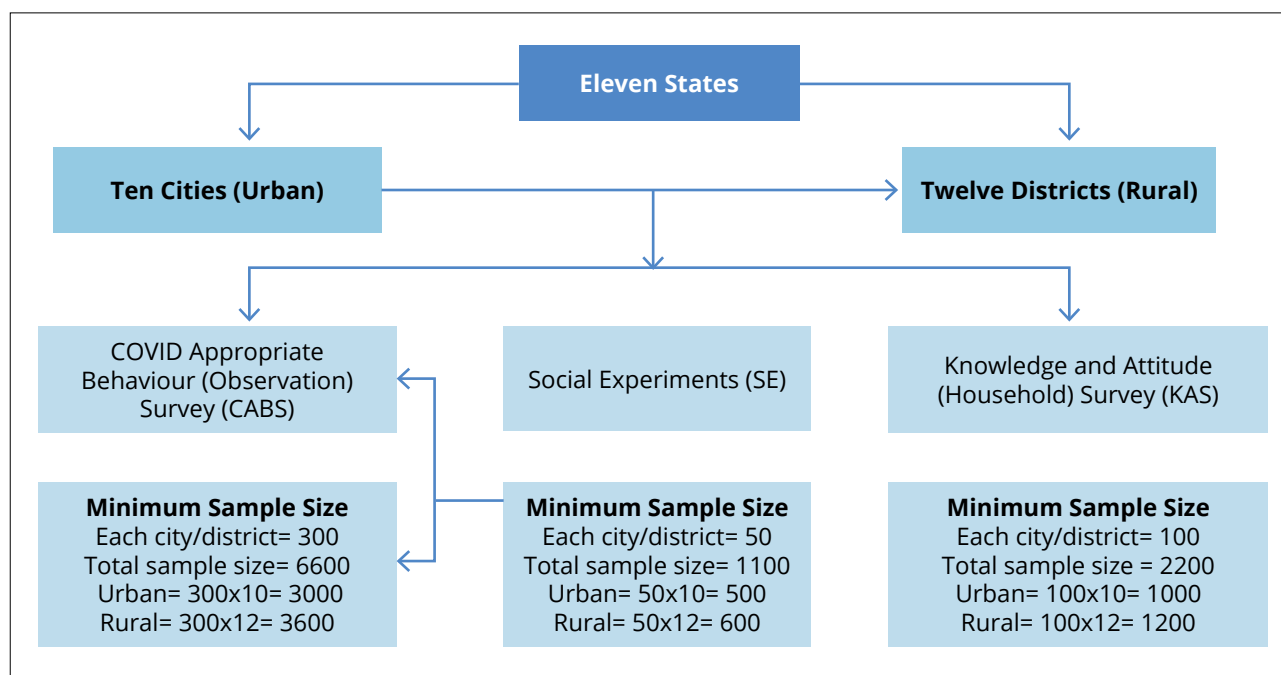 Eleven States
Ten Cities (Urban)
Twelve Districts (Rural)
COVID Appropriate
Behaviour (Observation)
Survey (CABS)
Social Experiments (SE)
Knowledge and Attitude
(Household) Survey (KAS)
Minimum Sample Size
Each city/district= 300
Total sample size= 6600
Urban= 300x10= 3000
Rural= 300x12= 3600
Minimum Sample Size
Each city/district= 50
Total sample size= 1100
Urban= 50x10= 500
Rural= 50x12= 600
Minimum Sample Size
Each city/district= 100
Total sample size = 2200
Urban= 100x10= 1000
Rural= 100x12= 1200